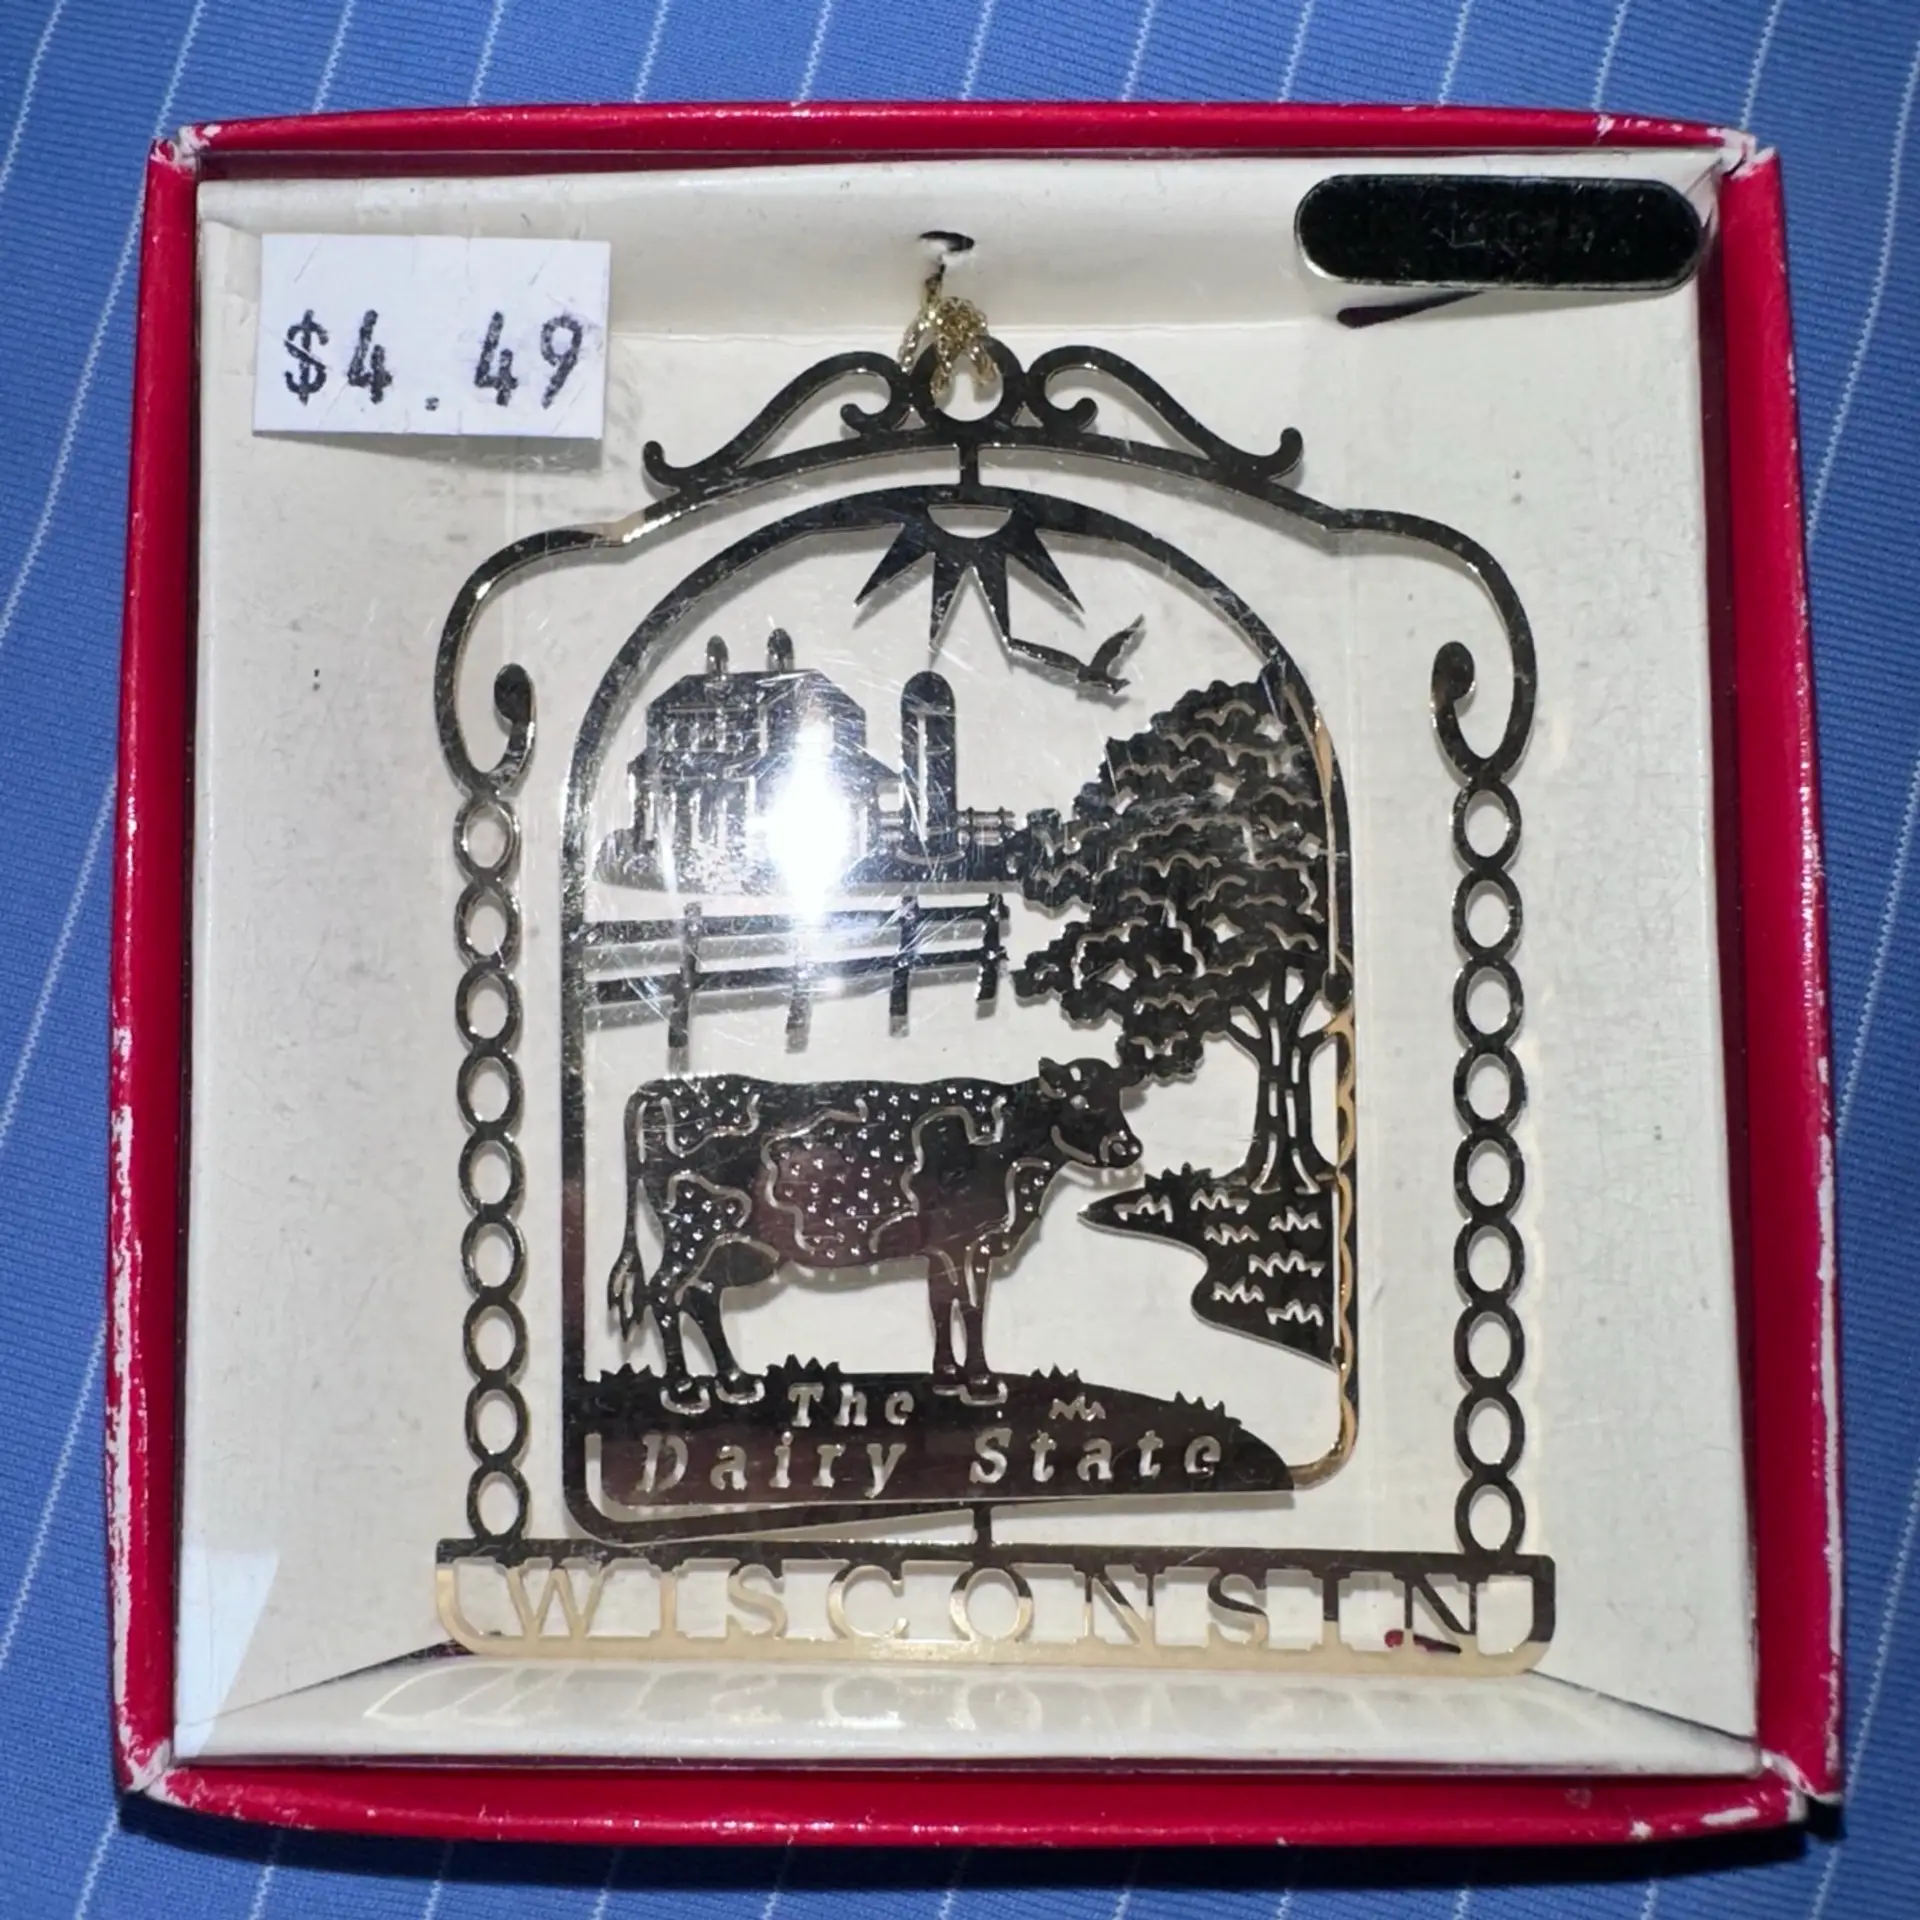 $4.49
The
Dairy State
WISCONSIN